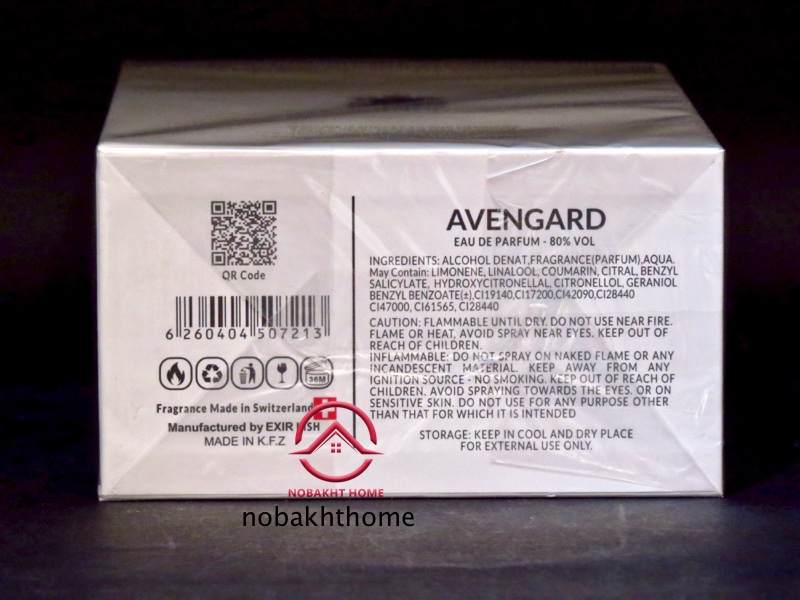 QR Code
6 260404 507213
36M
Fragrance Made in Switzerland
Manufactured by EXIR KISH
MADE IN K.F.Z
AVENGARD
EAU DE PARFUM - 80% VOL
INGREDIENTS: ALCOHOL DENAT,FRAGRANCE(PARFUM),AQUA.
May Contain: LIMONENE, LINALOOL, COUMARIN, CITRAL, BENZYL
SALICYLATE, HYDROXYCITRONELLAL, CITRONELLOL, GERANIOL
BENZYL BENZOATE(±),CI19140,CI17200,CI42090,CI28440
CI47000, CI61565, CI28440
CAUTION: FLAMMABLE UNTIL DRY. DO NOT USE NEAR FIRE.
FLAME OR HEAT, AVOID SPRAY NEAR EYES. KEEP OUT OF
REACH OF CHILDREN.
INFLAMMABLE: DO NOT SPRAY ON NAKED FLAME OR ANY
INCANDESCENT MATERIAL. KEEP AWAY FROM ANY
IGNITION SOURCE - NO SMOKING. KEEP OUT OF REACH OF
CHILDREN. AVOID SPRAYING TOWARDS THE EYES. OR ON
SENSITIVE SKIN. DO NOT USE FOR ANY PURPOSE OTHER
THAN THAT FOR WHICH IT IS INTENDED
STORAGE: KEEP IN COOL AND DRY PLACE
FOR EXTERNAL USE ONLY.
NOBAKHT HOME
nobakhthome